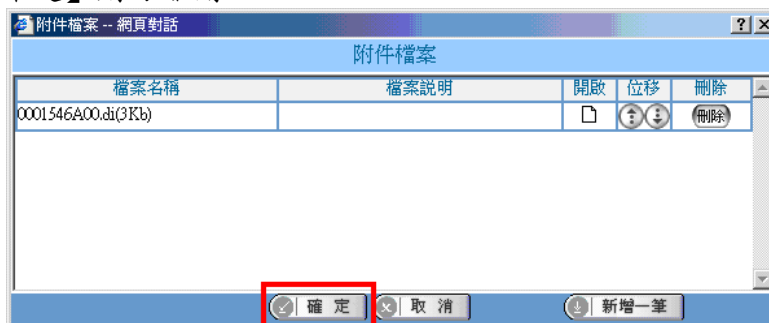 附件檔案 -- 網頁對話
附件檔案
檔案名稱 檔案說明 開啟 位移 刪除
0001546A00.di(3Kb) 刪除
確 定 取 消 新增一筆